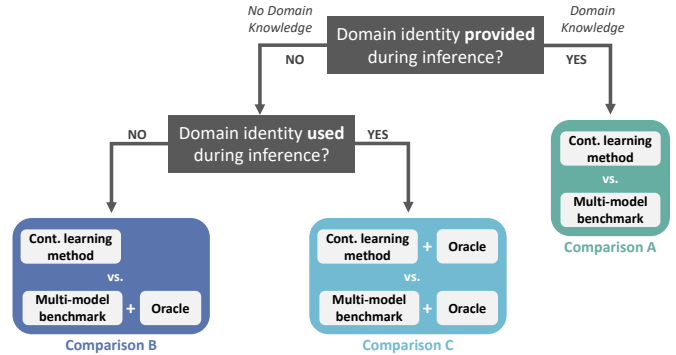 No Domain
Knowledge
Domain identity provided
during inference?
Domain
Knowledge
NO
YES
Domain identity used
during inference?
NO
YES
Cont. learning
method
vs.
Multi-model
benchmark
Comparison A
Cont. learning
method
vs.
Multi-model
benchmark
+
Oracle
Comparison B
Cont. learning
method
+
Oracle
vs.
Multi-model
benchmark
+
Oracle
Comparison C